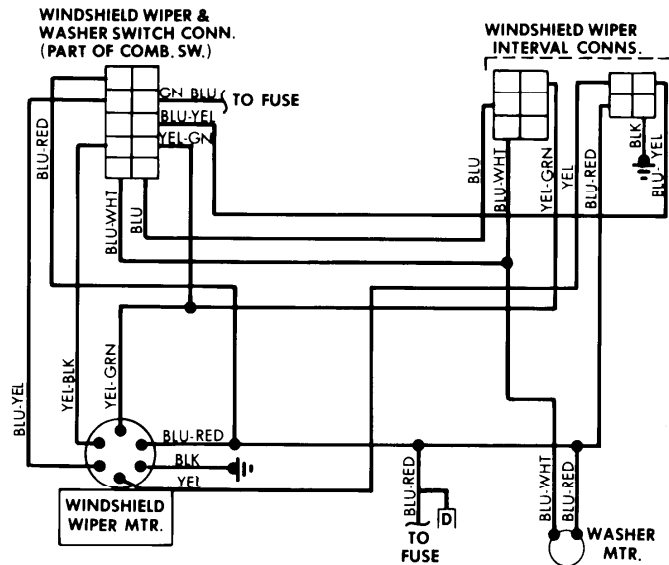 WINDSHIELD WIPER &
WASHER SWITCH CONN.
(PART OF COMB. SW.)
WINDSHIELD WIPER
INTERVAL CONNS.
GN BLU
TO FUSE
BLU-YEL
YEL-GN
BLU-RED
BLU-WHT
BLU
BLU
BLU-WHT
YEL-GRN
YEL
BLU-RED
BLK
BLU-YEL
BLU-YEL
YEL-BLK
YEL-GRN
BLU-RED
BLK
YEL
WINDSHIELD
WIPER MTR.
BLU-RED
D
TO
FUSE
BLU-WHT
BLU-RED
WASHER
MTR.